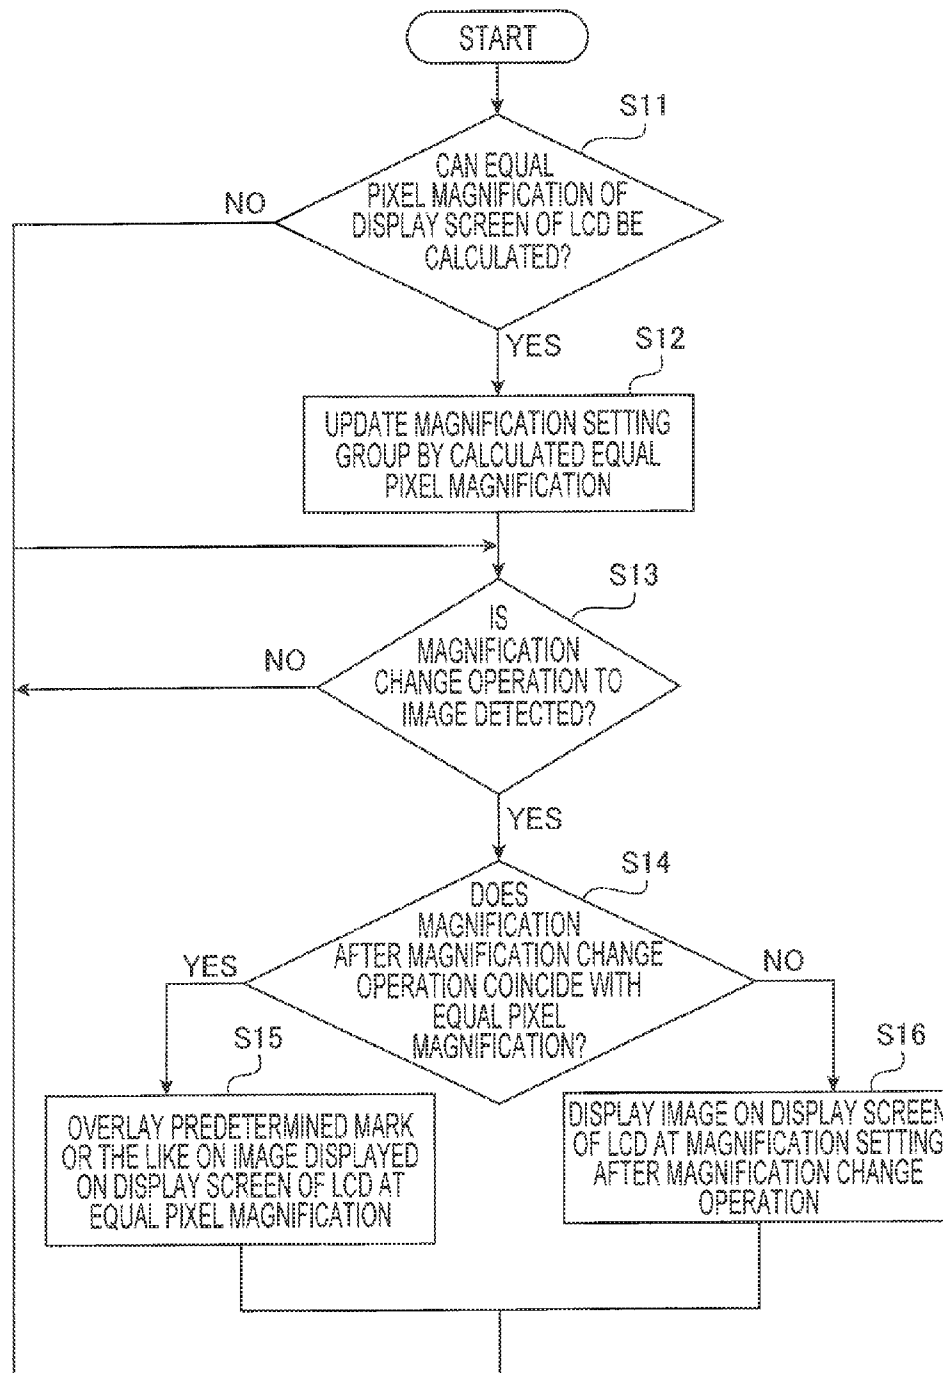 START
S11
CAN EQUAL
PIXEL MAGNIFICATION OF
DISPLAY SCREEN OF LCD BE
CALCULATED?
NO
YES
S12
UPDATE MAGNIFICATION SETTING
GROUP BY CALCULATED EQUAL
PIXEL MAGNIFICATION
S13
IS
MAGNIFICATION
CHANGE OPERATION TO
IMAGE DETECTED?
NO
YES
S14
DOES
MAGNIFICATION
AFTER MAGNIFICATION CHANGE
OPERATION COINCIDE WITH
EQUAL PIXEL
MAGNIFICATION?
YES
NO
S15
OVERLAY PREDETERMINED MARK
OR THE LIKE ON IMAGE DISPLAYED
ON DISPLAY SCREEN OF LCD AT
EQUAL PIXEL MAGNIFICATION
S16
DISPLAY IMAGE ON DISPLAY SCREEN
OF LCD AT MAGNIFICATION SETTING
AFTER MAGNIFICATION CHANGE
OPERATION